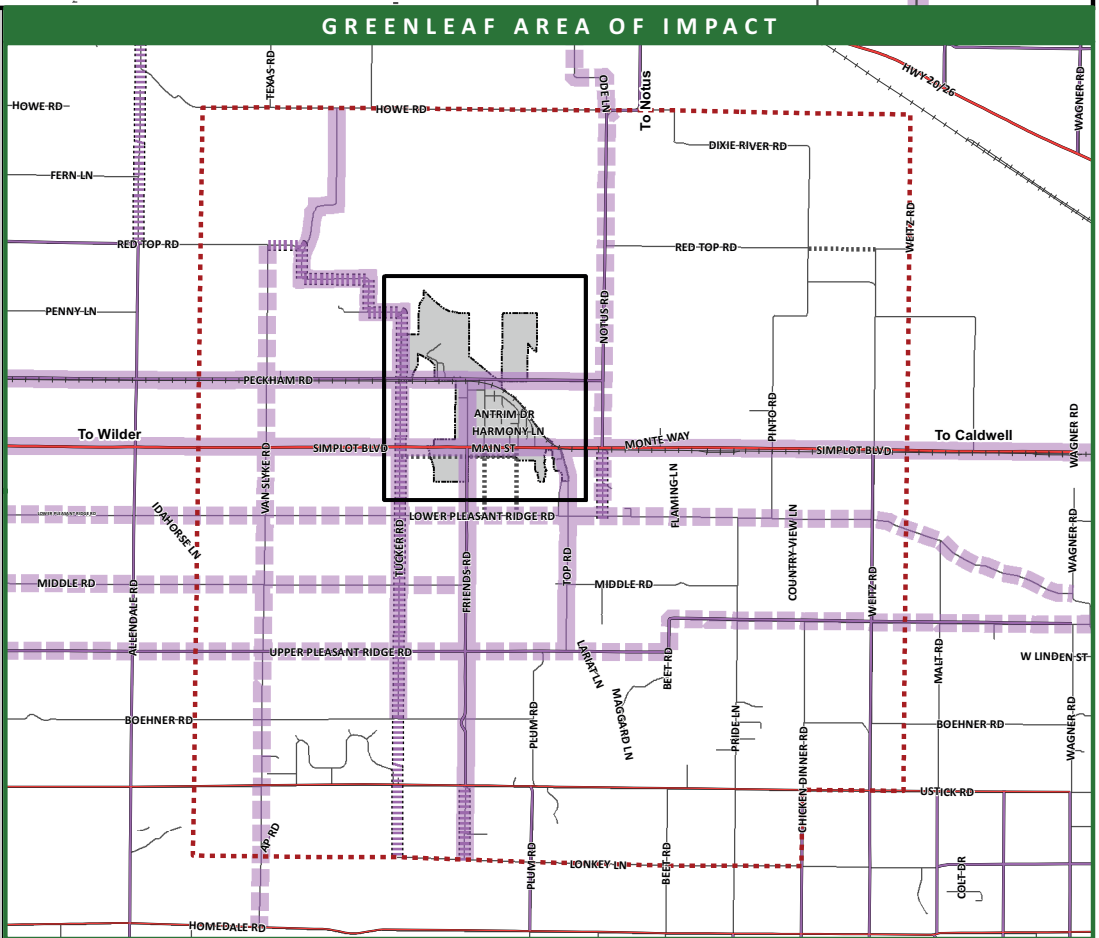 GREENLEAF AREA OF IMPACT
TEXAS RD
ODE LN
To Notus
HWY 20/26
WAGNER RD
HOWE RD
HOWE RD
DIXIE RIVER RD
FERN LN
RED TOP RD
RED TOP RD
WEITZ RD
PENNY LN
NOTUS RD
PECKHAM RD
PINTO RD
ANTRIM DR
HARMONY LN
To Wilder
SIMPLOT BLVD
MAIN ST
MONTE WAY
SIMPLOT BLVD
To Caldwell
WAGNER RD
VAN SLYKE RD
FLAMING LN
LOWER PLEASANT RIDGE RD
IDAHORSE LN
LOWER PLEASANT RIDGE RD
COUNTRY VIEW LN
WAGNER RD
TUCKER RD
MIDDLE RD
FRIENDS RD
TOP RD
MIDDLE RD
WEITZ RD
ALLENDALE RD
UPPER PLEASANT RIDGE RD
LARIAT LN
BEET RD
MALT RD
W LINDEN ST
BOEHNER RD
PLUM RD
MAGGARD LN
PRIDE LN
BOEHNER RD
WAGNER RD
CHICKEN DINNER RD
USTICK RD
AP RD
PLUM RD
LONKEY LN
BEET RD
COLT DR
HOMEDALE RD